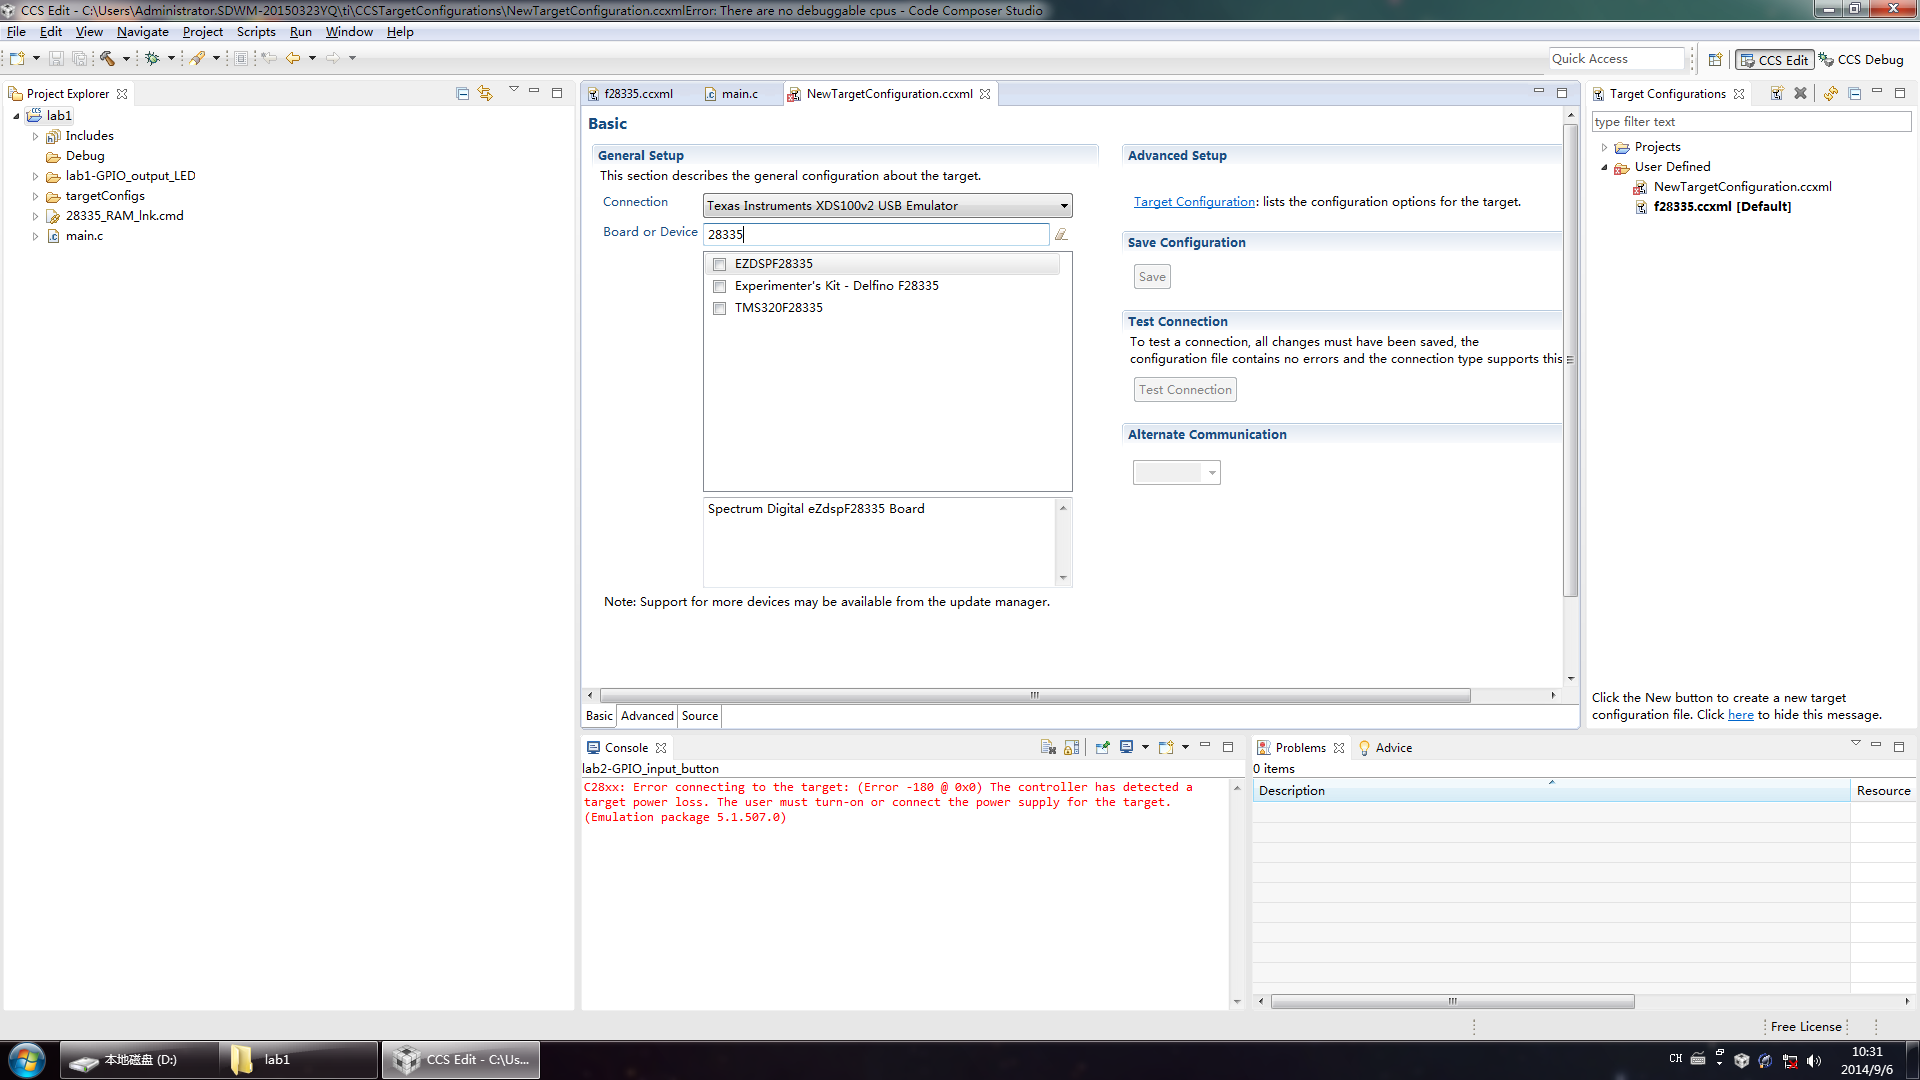 CCS Edit - C:\Users\Administrator.SDWM-20150323YQ\ti\CCSTargetConfigurations\NewTargetConfiguration.ccxmlError: There are no debuggable cpus - Code Composer Studio
File Edit View Navigate Project Scripts Run Window Help
Quick Access
CCS Edit
CCS Debug
Project Explorer
lab1
Includes
Debug
lab1-GPIO_output_LED
targetConfigs
28335_RAM_lnk.cmd
main.c
f28335.ccxml
main.c
NewTargetConfiguration.ccxml
Basic
General Setup
This section describes the general configuration about the target.
Connection
Texas Instruments XDS100v2 USB Emulator
Board or Device
28335
EZDSPF28335
Experimenter's Kit - Delfino F28335
TMS320F28335
Spectrum Digital eZdspF28335 Board
Note: Support for more devices may be available from the update manager.
Advanced Setup
Target Configuration: lists the configuration options for the target.
Save Configuration
Save
Test Connection
To test a connection, all changes must have been saved, the
configuration file contains no errors and the connection type supports this
Test Connection
Alternate Communication
Basic
Advanced
Source
Target Configurations
type filter text
Projects
User Defined
NewTargetConfiguration.ccxml
f28335.ccxml [Default]
Click the New button to create a new target
configuration file. Click here to hide this message.
Console
lab2-GPIO_input_button
C28xx: Error connecting to the target: (Error -180 @ 0x0) The controller has detected a
target power loss. The user must turn-on or connect the power supply for the target.
(Emulation package 5.1.507.0)
Problems
Advice
0 items
Description
Resource
Free License
本地磁盘 (D:)
lab1
CCS Edit - C:\Us...
CH
10:31
2014/9/6